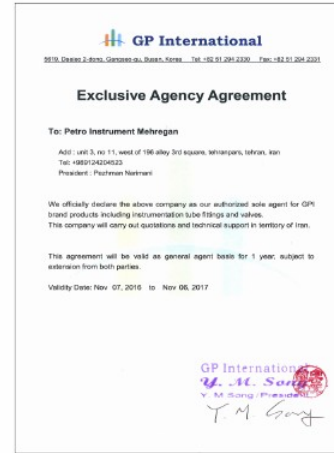 GP International
5619, Daejeo 2-dong, Gangseo-gu, Busan, Korea Tel: +82 51 294 2330 Fax: +82 51 294 2331
Exclusive Agency Agreement
To: Petro Instrument Mehregan
Add : unit 3, no 11, west of 196 alley 3rd square, tehranpars, tehran, iran
Tel: +989124204523
President : Pezhman Narimani
We officially declare the above company as our authorized sole agent for GPI
brand products including instrumentation tube fittings and valves.
This company will carry out quotations and technical support in territory of Iran.
This agreement will be valid as general agent basis for 1 year, subject to
extension from both parties.
Validity Date: Nov 07, 2016 to Nov 06, 2017
GP International
Y. M. Song
Y. M Song / President
Y. M. Song